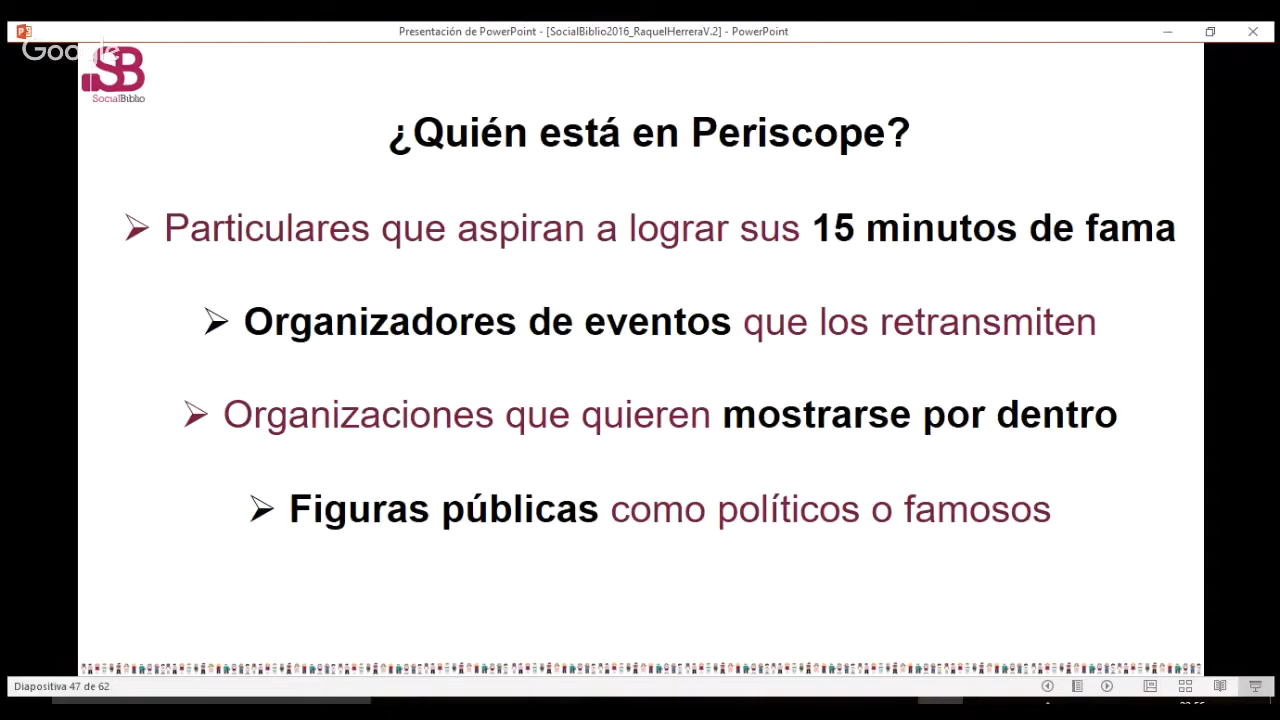 Presentación de PowerPoint - [SocialBiblio2016_RaquelHerreraV.2] - PowerPoint
Google
SB
SocialBiblio
¿Quién está en Periscope?
Particulares que aspiran a lograr sus 15 minutos de fama
Organizadores de eventos que los retransmiten
Organizaciones que quieren mostrarse por dentro
Figuras públicas como políticos o famosos
Diapositiva 47 de 62